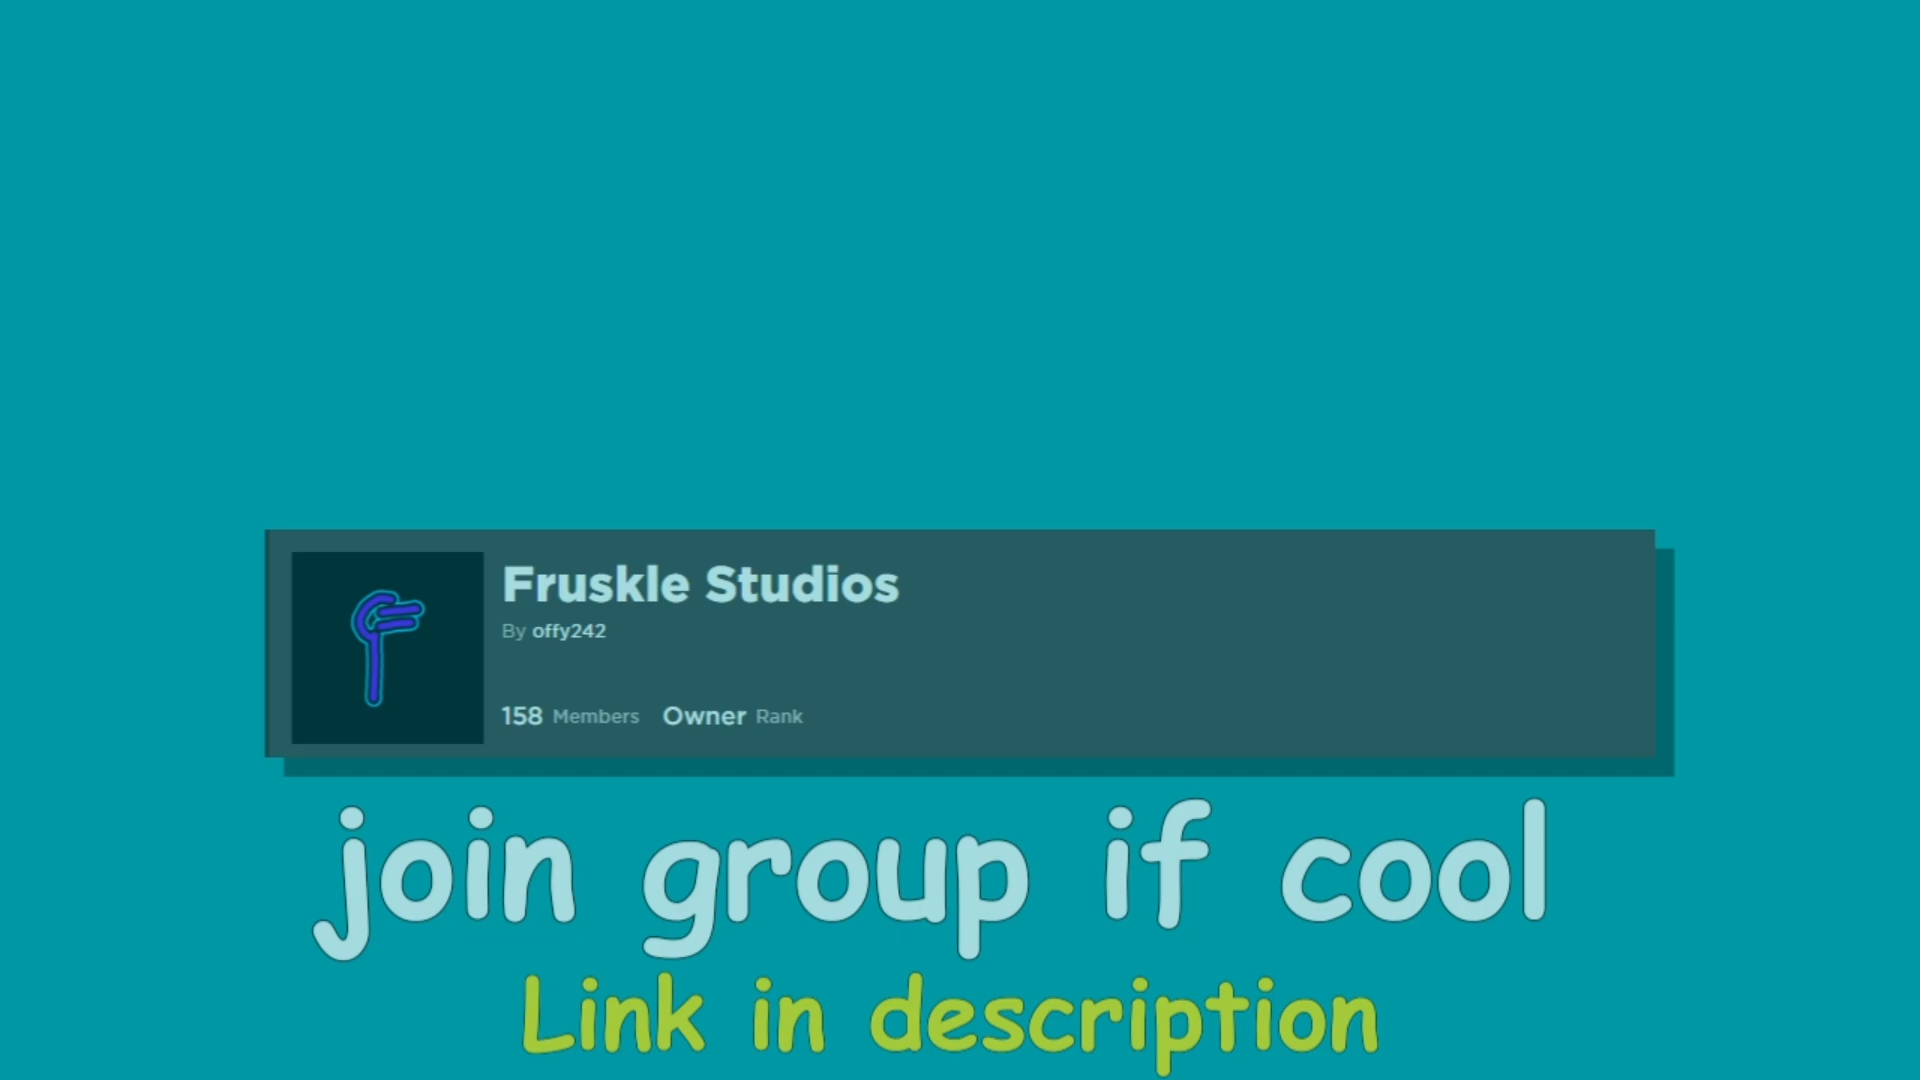 Fruskle Studios
By offy242
158 Members Owner Rank
join group if cool
Link in description